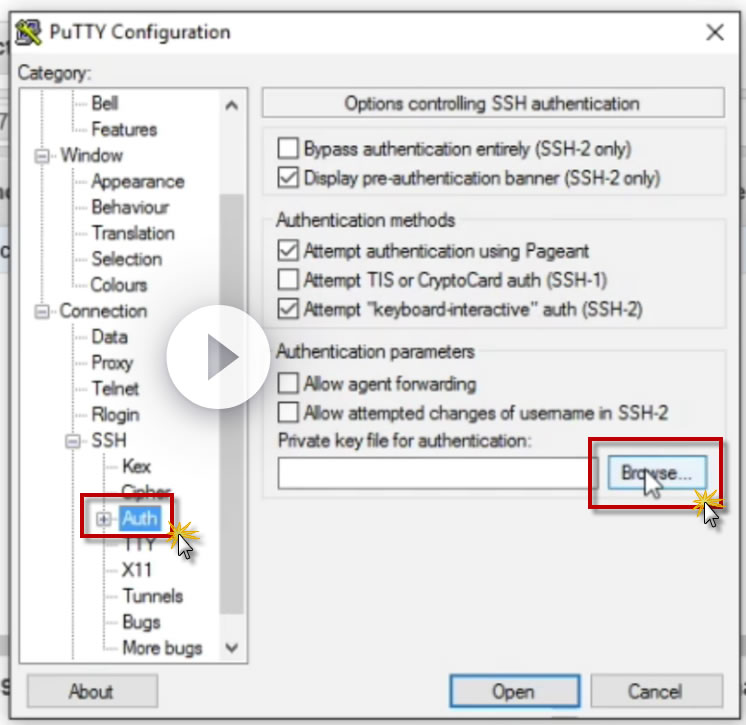 PuTTY Configuration
Category:
Bell
Features
Window
Appearance
Behaviour
Translation
Selection
Colours
Connection
Data
Proxy
Telnet
Rlogin
SSH
Kex
Cipher
Auth
TTY
X11
Tunnels
Bugs
More bugs
Options controlling SSH authentication
Bypass authentication entirely (SSH-2 only)
Display pre-authentication banner (SSH-2 only)
Authentication methods
Attempt authentication using Pageant
Attempt TIS or CryptoCard auth (SSH-1)
Attempt "keyboard-interactive" auth (SSH-2)
Authentication parameters
Allow agent forwarding
Allow attempted changes of username in SSH-2
Private key file for authentication:
Browse...
About
Open
Cancel